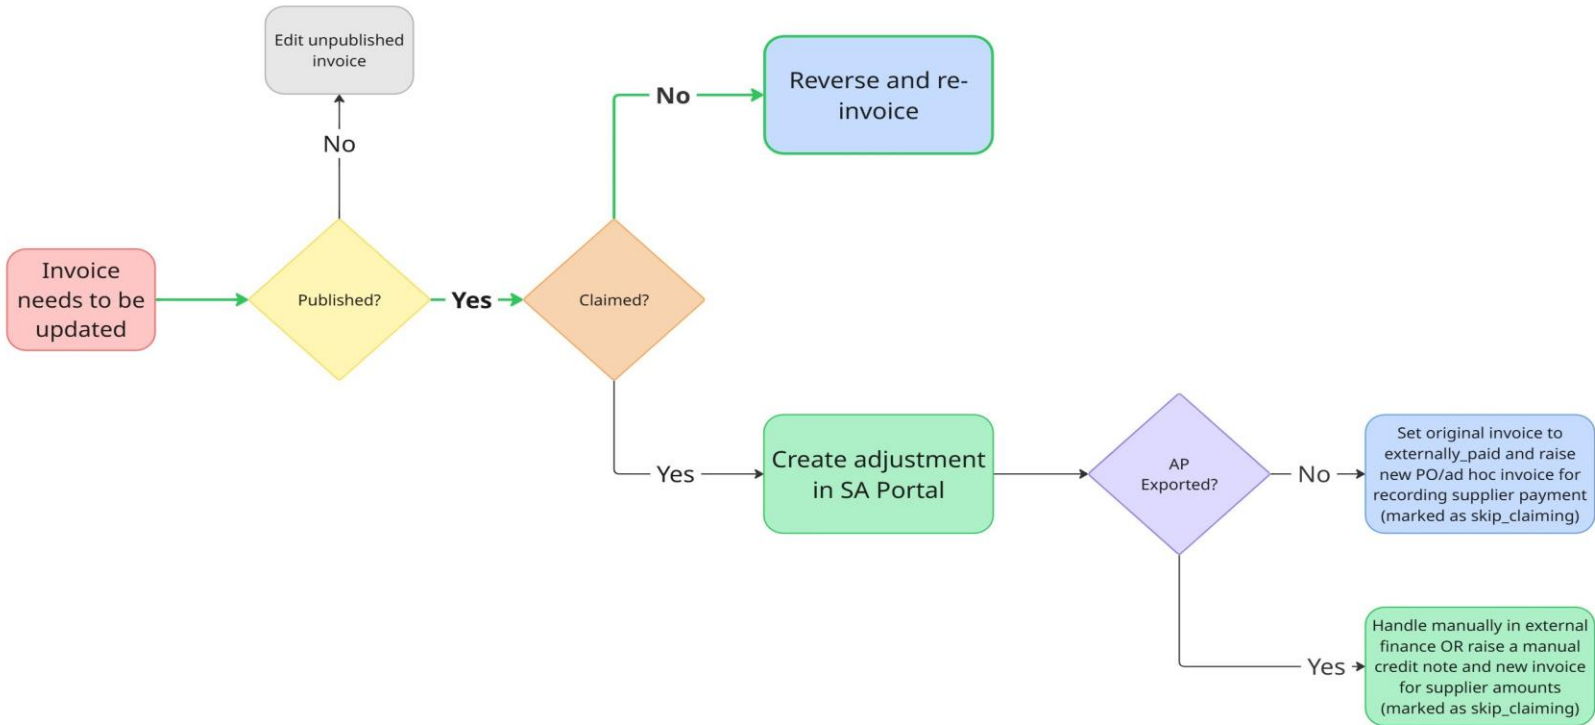 Edit unpublished
invoice
No
No
Reverse and re-
invoice
Invoice
needs to be
updated
Published?
Yes
Claimed?
Yes
Create adjustment
in SA Portal
AP
Exported?
No
Set original invoice to
externally_paid and raise
new PO/ad hoc invoice for
recording supplier payment
(marked as skip_claiming)
Yes
Handle manually in external
finance OR raise a manual
credit note and new invoice
for supplier amounts
(marked as skip_claiming)